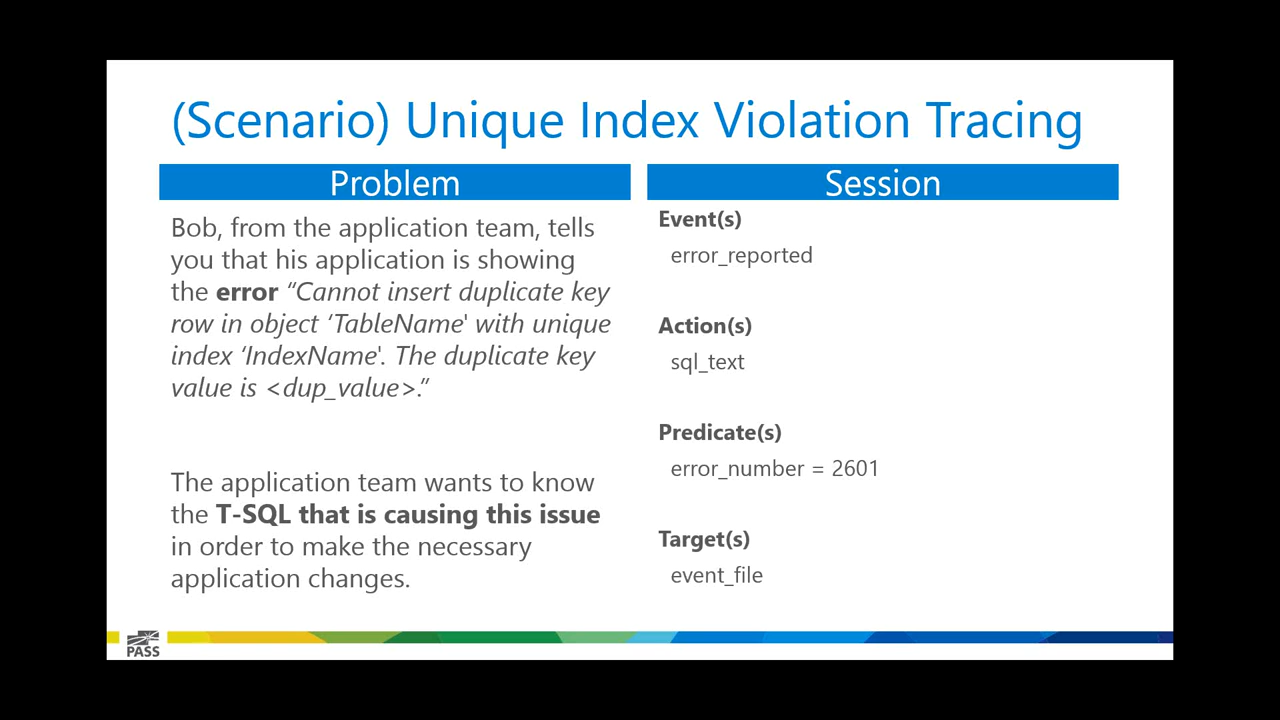 (Scenario) Unique Index Violation Tracing
Problem
Bob, from the application team, tells
you that his application is showing
the error “Cannot insert duplicate key
row in object ‘TableName' with unique
index ‘IndexName'. The duplicate key
value is <dup_value>.”
The application team wants to know
the T-SQL that is causing this issue
in order to make the necessary
application changes.
Session
Event(s)
error_reported
Action(s)
sql_text
Predicate(s)
error_number = 2601
Target(s)
event_file
PASS